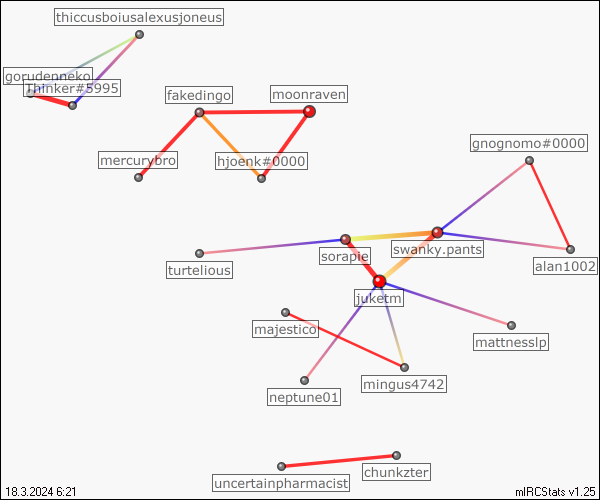 thiccusboiusalexusjoneus
gorudenneko
Thinker#5995
fakedingo
moonraven
mercurybro
hjoenk#0000
gnognomo#0000
sorapie
swanky.pants
turtelious
alan1002
juketm
majestico
mattnesslp
mingus4742
neptune01
chunkzter
uncertainpharmacist
18.3.2024 6:21
mIRCStats v1.25